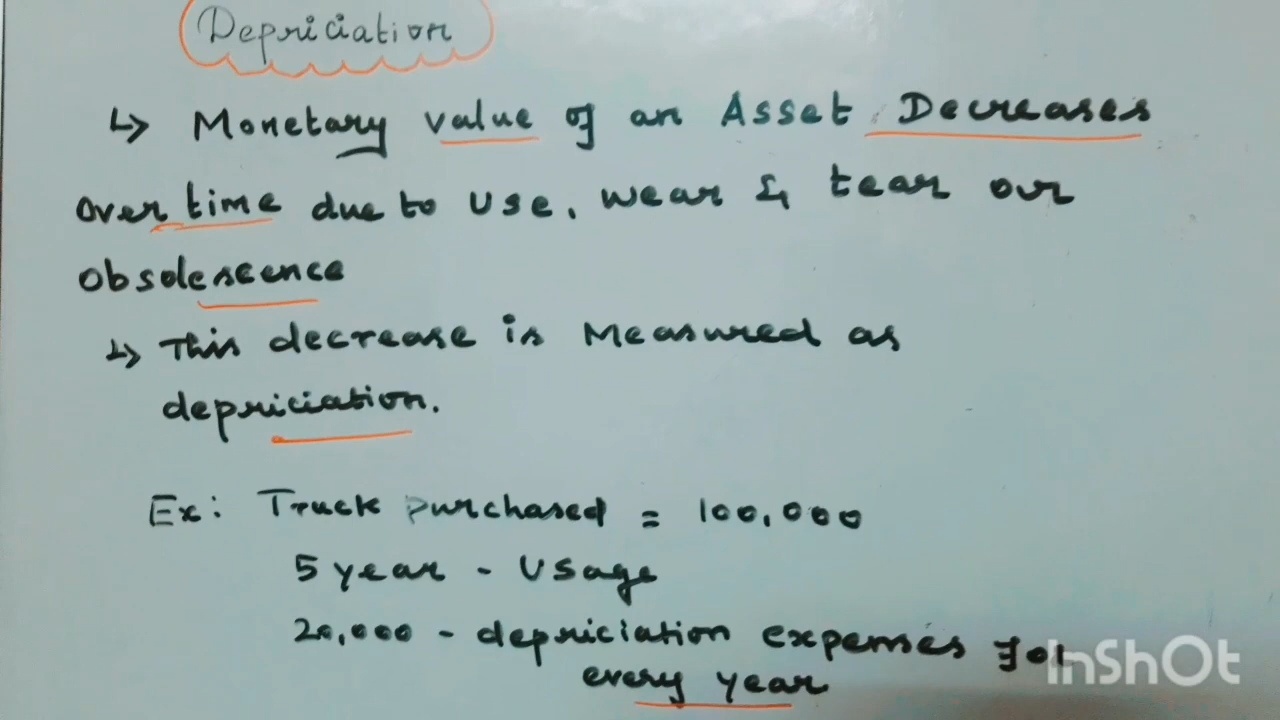 Depriciation
↳ Monetary value of an Asset Decreases
over time due to use, wear & tear our
obsolescence
↳ This decrease is Measured as
depriciation.
Ex: Truck purchased = 100,000
5 year - Usage
20,000 - depriciation expenses for
every year
InShOt